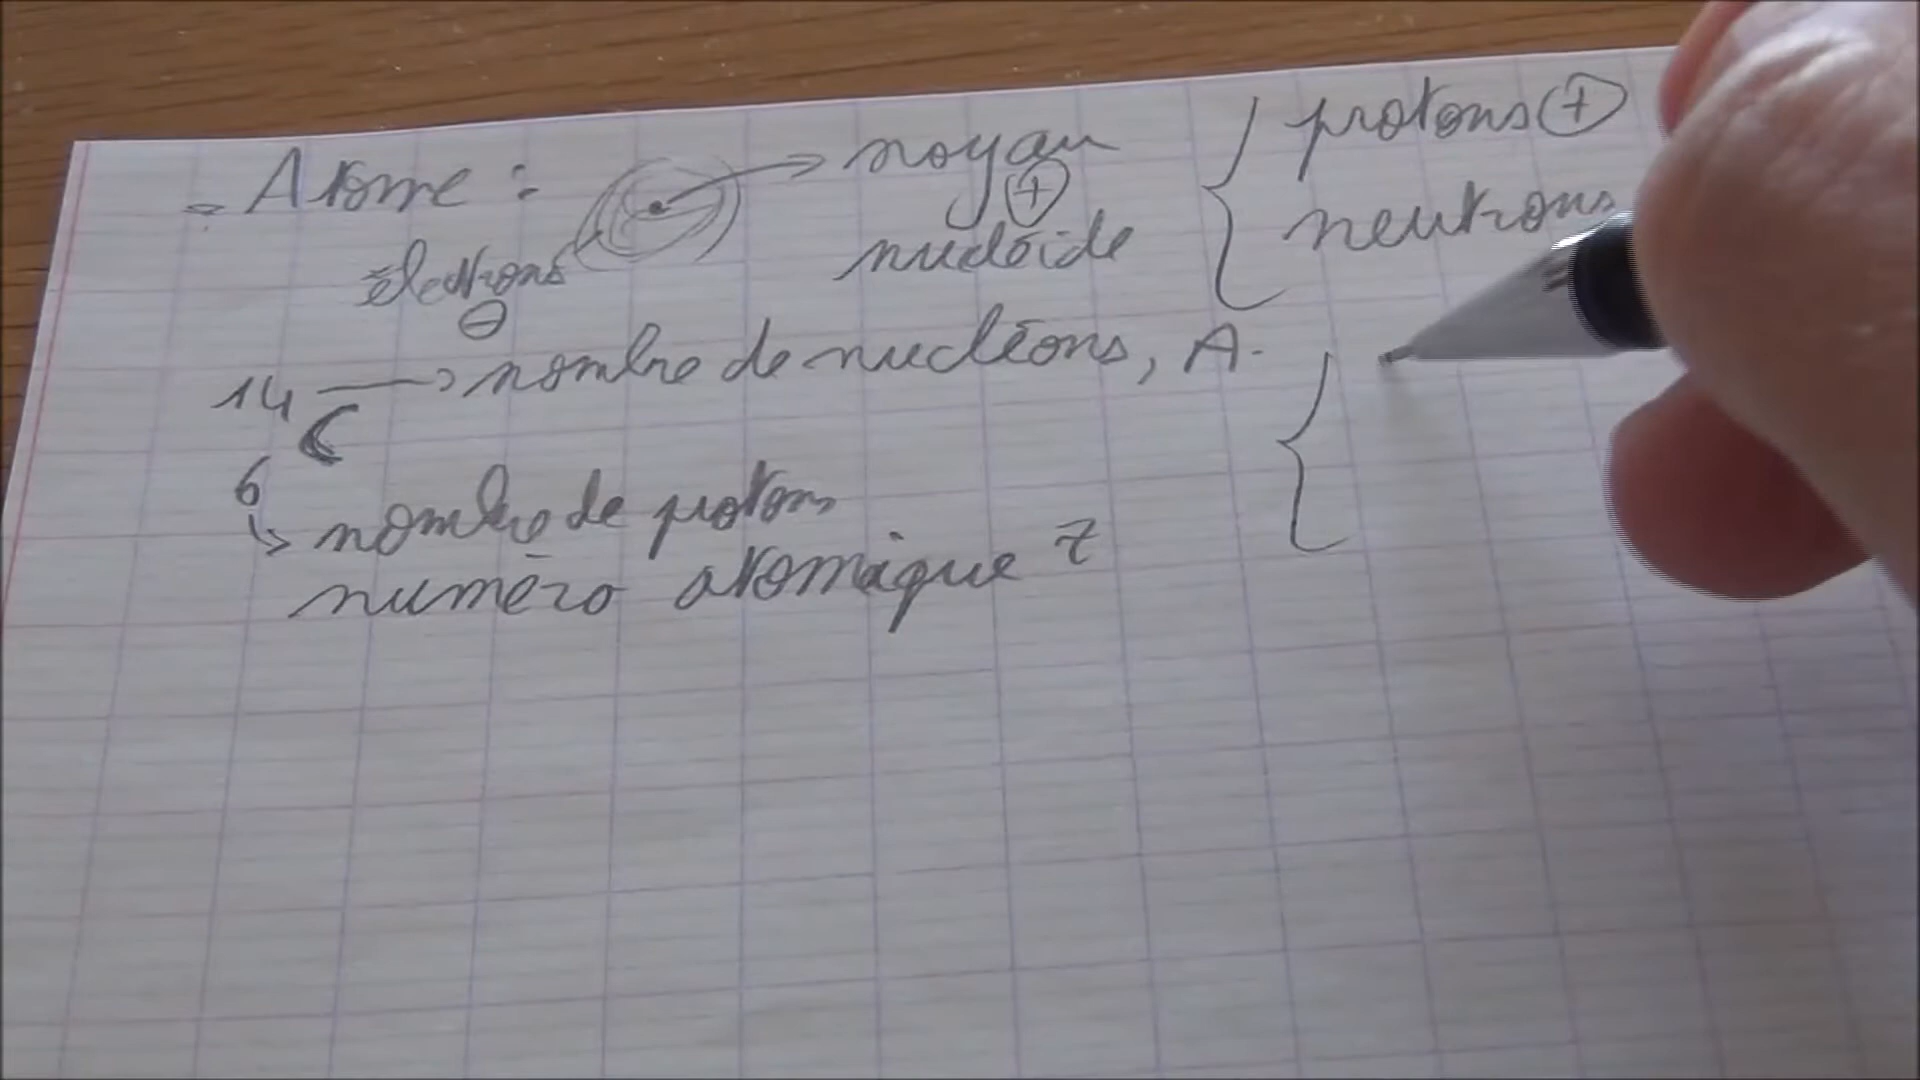 - Atome : noyau { protons ⊕
⊕ neutrons
électrons nucléide
⊖
14 → nombre de nucléons, A. {
C
6
↳ nombre de protons
numéro atomique Z